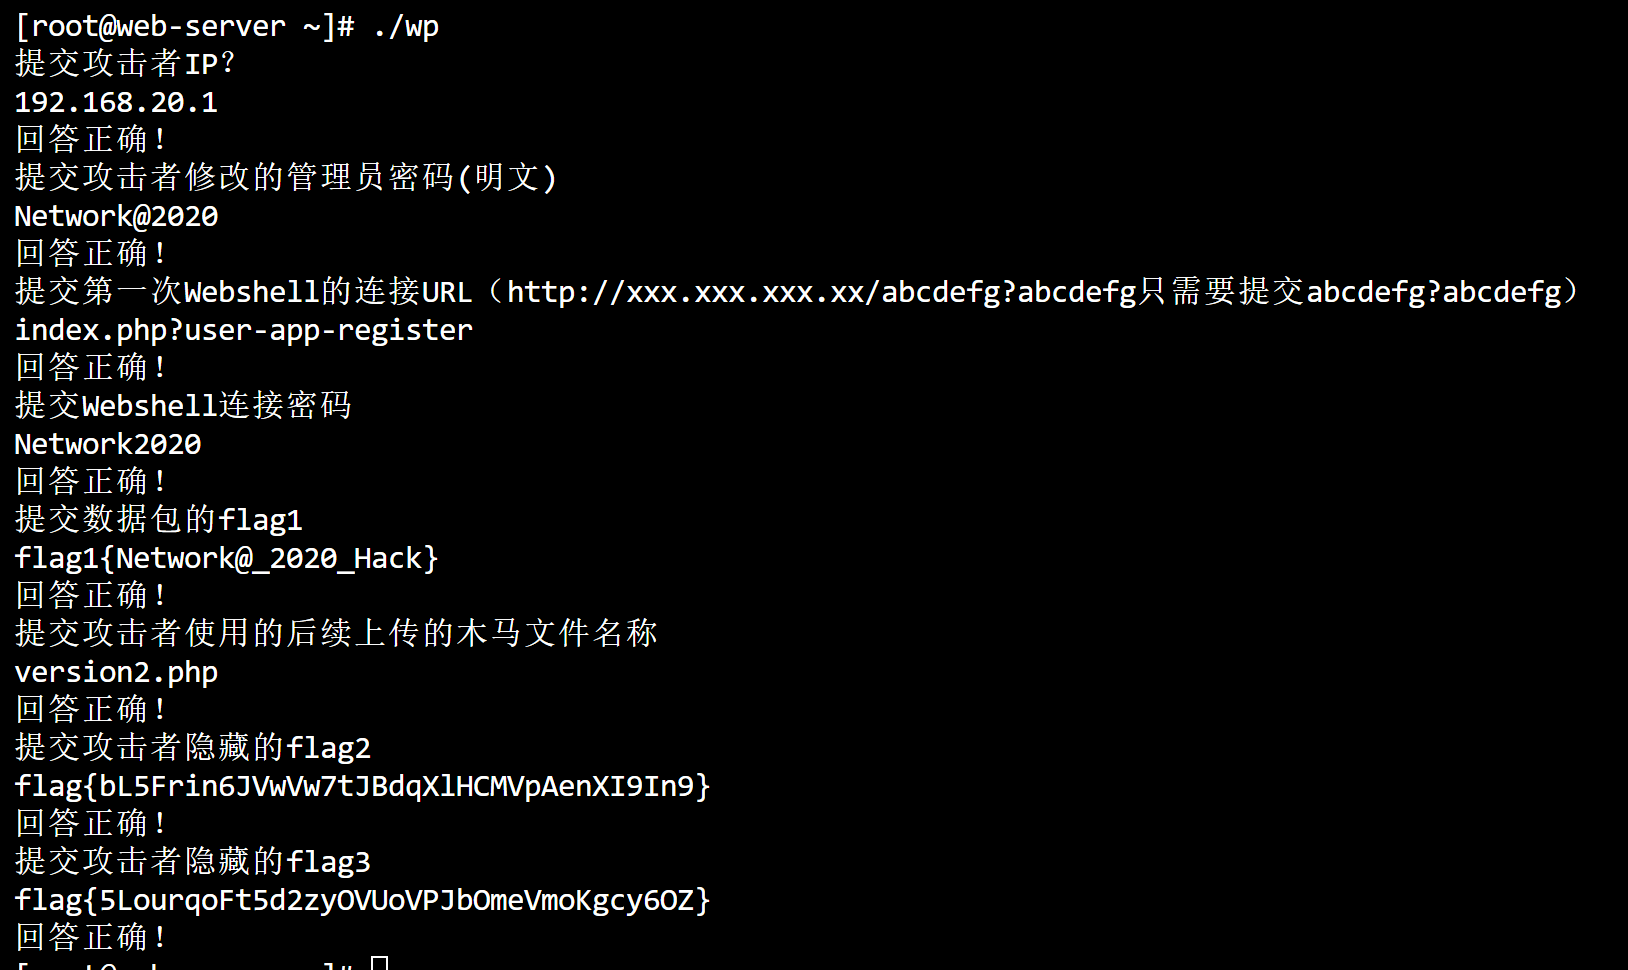 [root@web-server ~]# ./wp
提交攻击者IP？
192.168.20.1
回答正确！
提交攻击者修改的管理员密码(明文)
Network@2020
回答正确！
提交第一次Webshell的连接URL（http://xxx.xxx.xxx.xx/abcdefg?abcdefg只需要提交abcdefg?abcdefg）
index.php?user-app-register
回答正确！
提交Webshell连接密码
Network2020
回答正确！
提交数据包的flag1
flag1{Network@_2020_Hack}
回答正确！
提交攻击者使用的后续上传的木马文件名称
version2.php
回答正确！
提交攻击者隐藏的flag2
flag{bL5Frin6JVwVw7tJBdqXlHCMVpAenXI9In9}
回答正确！
提交攻击者隐藏的flag3
flag{5LourqoFt5d2zyOVUoVPJbOmeVmoKgcy6OZ}
回答正确！